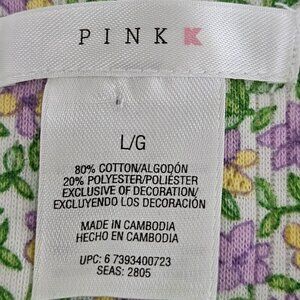 PINK K
L/G
80% COTTON/ALGODÓN
20% POLYESTER/POLIÉSTER
EXCLUSIVE OF DECORATION/
EXCLUYENDO LOS DECORACIÓN
MADE IN CAMBODIA
HECHO EN CAMBODIA
UPC: 6 7393400723
SEAS: 2805